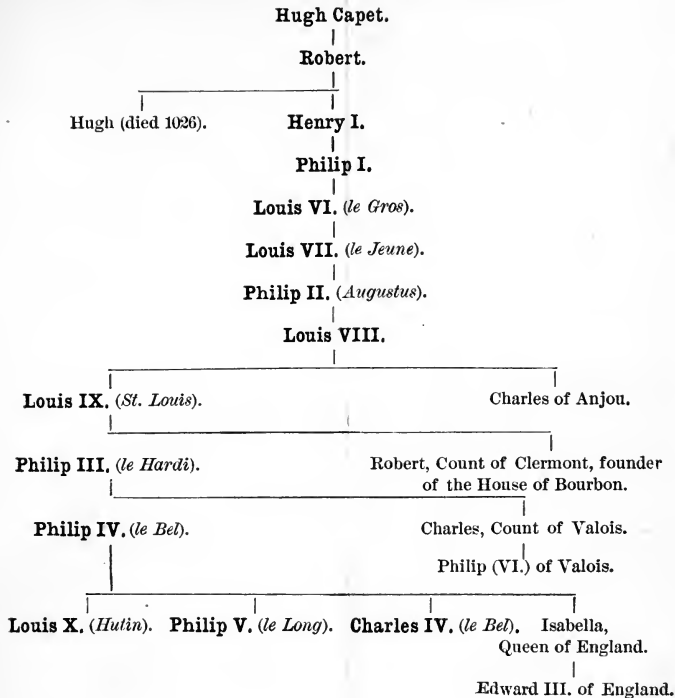 Hugh Capet.
Robert.
Hugh (died 1026). Henry I.
Philip I.
Louis VI. (le Gros).
Louis VII. (le Jeune).
Philip II. (Augustus).
Louis VIII.
Louis IX. (St. Louis). Charles of Anjou.
Philip III. (le Hardi). Robert, Count of Clermont, founder
of the House of Bourbon.
Philip IV. (le Bel). Charles, Count of Valois.
Philip (VI.) of Valois.
Louis X. (Hutin). Philip V. (le Long). Charles IV. (le Bel). Isabella,
Queen of England.
Edward III. of England.